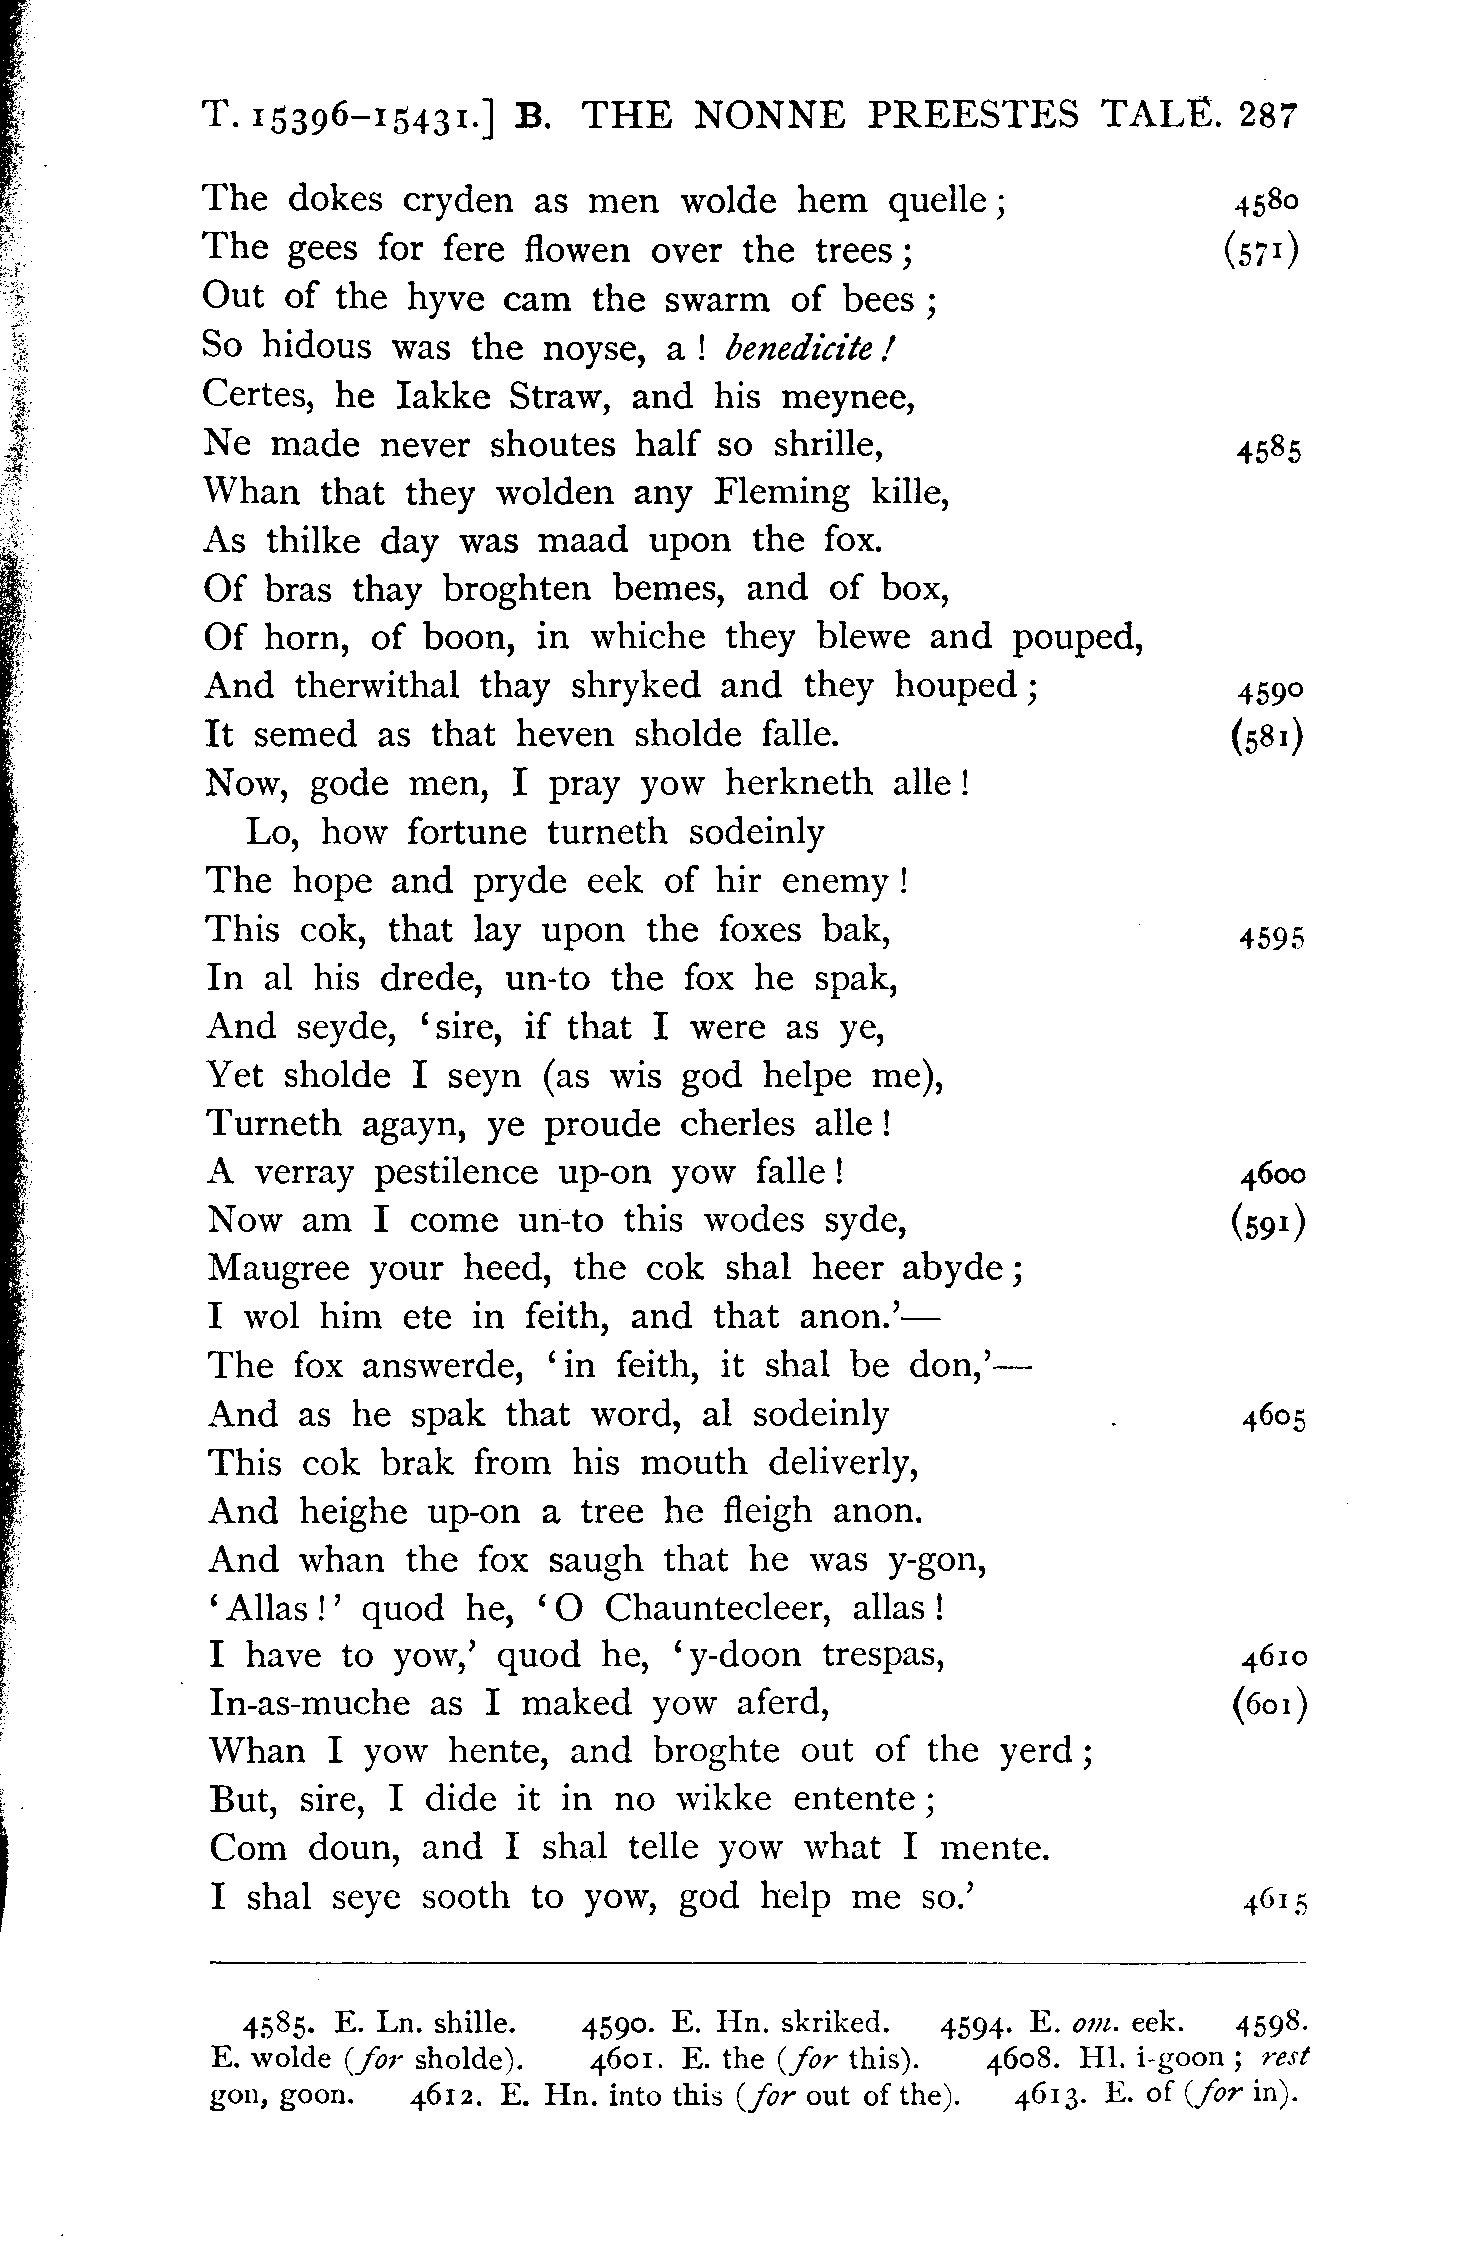 T. 15396–15431.] B. THE NONNE PREESTES TALE. 287
The dokes cryden as men wolde hem quelle; 4580
The gees for fere flowen over the trees; (571)
Out of the hyve cam the swarm of bees;
So hidous was the noyse, a! benedicite!
Certes, he Iakke Straw, and his meynee,
Ne made never shoutes half so shrille, 4585
Whan that they wolden any Fleming kille,
As thilke day was maad upon the fox.
Of bras thay broghten bemes, and of box,
Of horn, of boon, in whiche they blewe and pouped,
And therwithal thay shryked and they houped; 4590
It semed as that heven sholde falle. (581)
Now, gode men, I pray yow herkneth alle!
Lo, how fortune turneth sodeinly
The hope and pryde eek of hir enemy!
This cok, that lay upon the foxes bak, 4595
In al his drede, un-to the fox he spak,
And seyde, ‘sire, if that I were as ye,
Yet sholde I seyn (as wis god helpe me),
Turneth agayn, ye proude cherles alle!
A verray pestilence up-on yow falle! 4600
Now am I come un-to this wodes syde, (591)
Maugree your heed, the cok shal heer abyde;
I wol him ete in feith, and that anon.’—
The fox answerde, ‘in feith, it shal be don,’—
And as he spak that word, al sodeinly 4605
This cok brak from his mouth deliverly,
And heighe up-on a tree he fleigh anon.
And whan the fox saugh that he was y-gon,
‘Allas!’ quod he, ‘O Chauntecleer, allas!
I have to yow,’ quod he, ‘y-doon trespas, 4610
In-as-muche as I maked yow aferd, (601)
Whan I yow hente, and broghte out of the yerd;
But, sire, I dide it in no wikke entente;
Com doun, and I shal telle yow what I mente.
I shal seye sooth to yow, god help me so.’ 4615
4585. E. Ln. shille. 4590. E. Hn. skriked. 4594. E. om. eek. 4598.
E. wolde (for sholde). 4601. E. the (for this). 4608. Hl. i-goon; rest
gon, goon. 4612. E. Hn. into this (for out of the). 4613. E. of (for in).